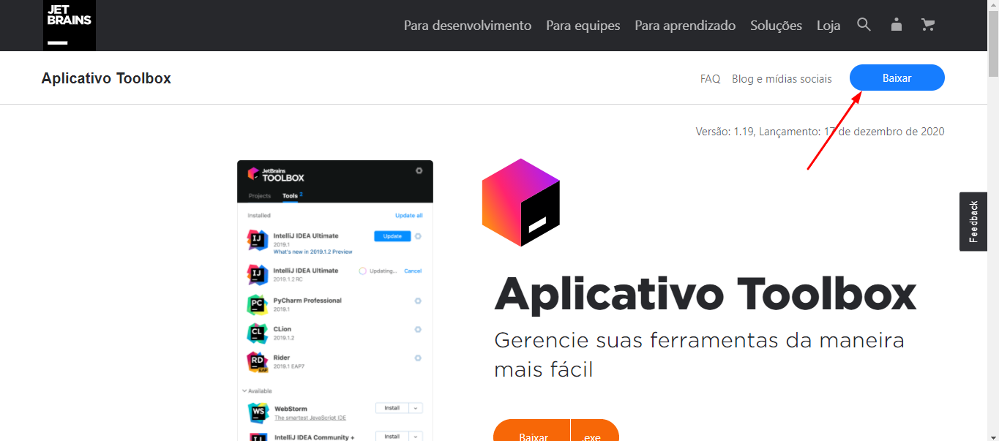 JET
BRAINS
Para desenvolvimento Para equipes Para aprendizado Soluções Loja
Aplicativo Toolbox
FAQ Blog e mídias sociais Baixar
Versão: 1.19, Lançamento: 17 de dezembro de 2020
JetBrains
TOOLBOX
Projects Tools 2
Installed Update all
IntelliJ IDEA Ultimate
2019.1
What's new in 2019.1.2 Preview
Update
IntelliJ IDEA Ultimate
2019.1.2 RC
Updating... Cancel
PC
PyCharm Professional
2019.1
CL
CLion
2019.1.2
RD
EAP
Rider
2019.1 EAP7
Available
WS
WebStorm
The smartest JavaScript IDE
Install
IJ
IntelliJ IDEA Community +
Install
Feedback
Aplicativo Toolbox
Gerencie suas ferramentas da maneira
mais fácil
Baixar .exe